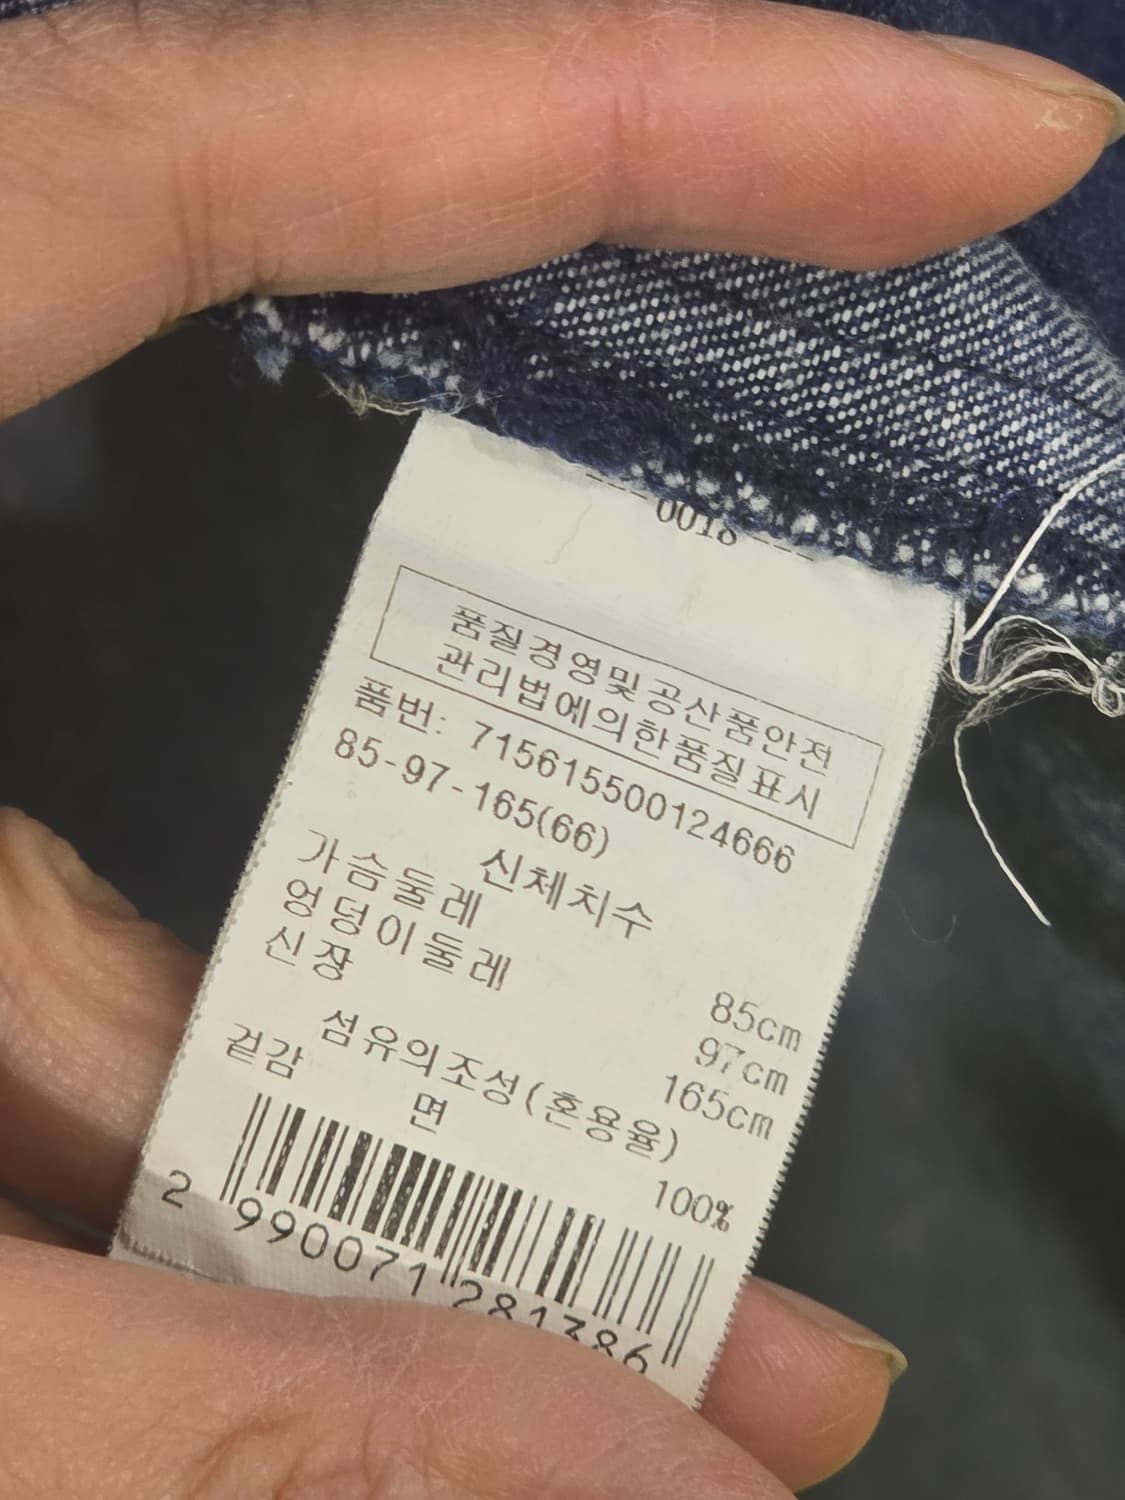 0018
품질경영및공산품안전
관리법에의한품질표시
품번: 715615500124666
85-97-165(66)
신체치수
가슴둘레 85cm
엉덩이둘레 97cm
신장 165cm
섬유의조성(혼용율)
겉감 면 100%
2 990071 281386